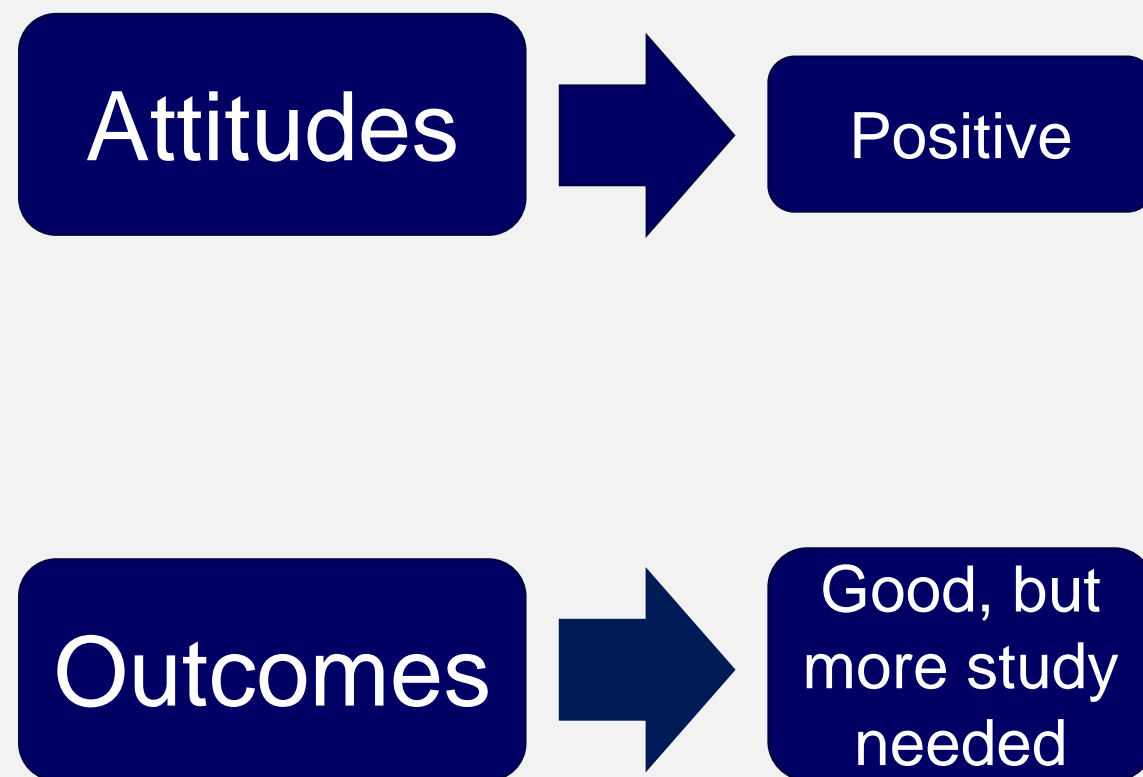 Attitudes
Positive
Outcomes
Good, but
more study
needed